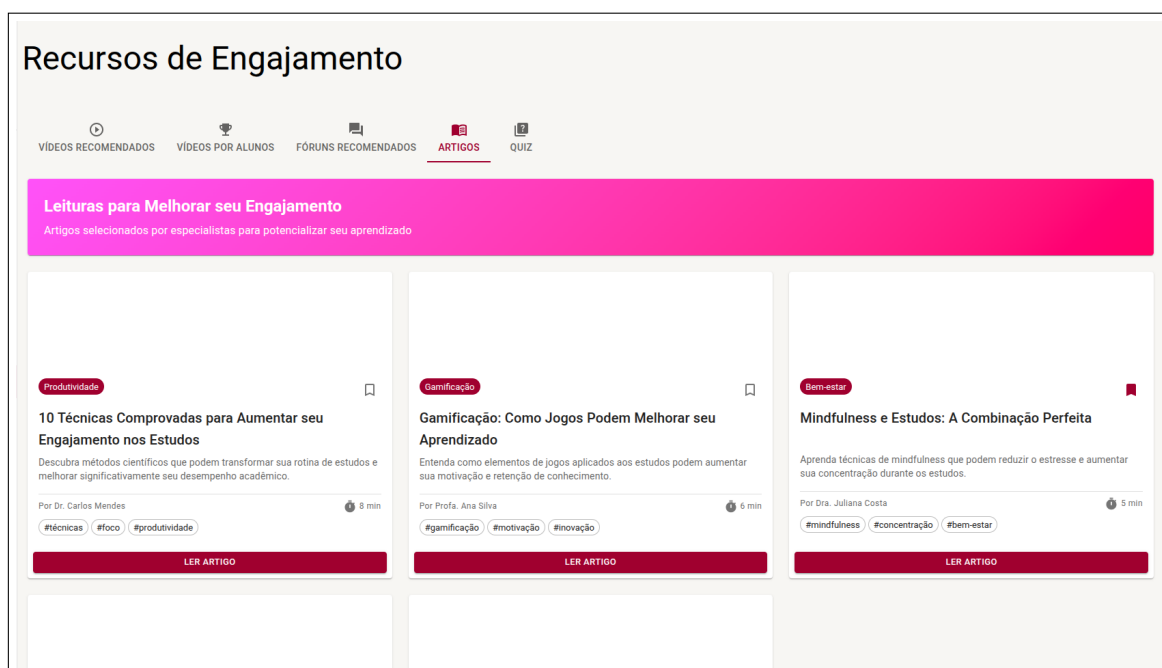 Recursos de Engajamento
VÍDEOS RECOMENDADOS
VÍDEOS POR ALUNOS
FÓRUNS RECOMENDADOS
ARTIGOS
QUIZ
Leituras para Melhorar seu Engajamento
Artigos selecionados por especialistas para potencializar seu aprendizado
Produtividade
10 Técnicas Comprovadas para Aumentar seu
Engajamento nos Estudos
Descubra métodos científicos que podem transformar sua rotina de estudos e
melhorar significativamente seu desempenho acadêmico.
Por Dr. Carlos Mendes
8 min
#técnicas #foco #produtividade
LER ARTIGO
Gamificação
Gamificação: Como Jogos Podem Melhorar seu
Aprendizado
Entenda como elementos de jogos aplicados aos estudos podem aumentar
sua motivação e retenção de conhecimento.
Por Profa. Ana Silva
6 min
#gamificação #motivação #inovação
LER ARTIGO
Bem-estar
Mindfulness e Estudos: A Combinação Perfeita
Aprenda técnicas de mindfulness que podem reduzir o estresse e aumentar
sua concentração durante os estudos.
Por Dra. Juliana Costa
5 min
#mindfulness #concentração #bem-estar
LER ARTIGO